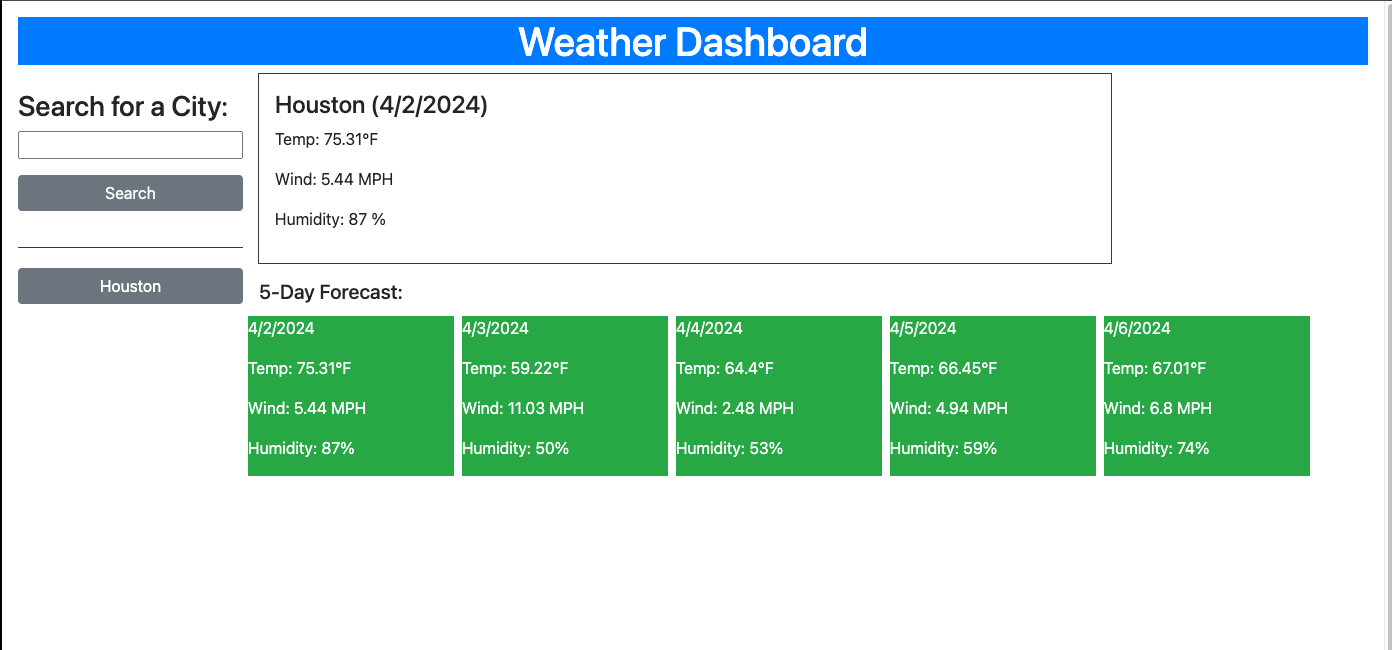 Weather Dashboard
Search for a City:
Search
Houston
Houston (4/2/2024)
Temp: 75.31°F
Wind: 5.44 MPH
Humidity: 87 %
5-Day Forecast:
4/2/2024
Temp: 75.31°F
Wind: 5.44 MPH
Humidity: 87%
4/3/2024
Temp: 59.22°F
Wind: 11.03 MPH
Humidity: 50%
4/4/2024
Temp: 64.4°F
Wind: 2.48 MPH
Humidity: 53%
4/5/2024
Temp: 66.45°F
Wind: 4.94 MPH
Humidity: 59%
4/6/2024
Temp: 67.01°F
Wind: 6.8 MPH
Humidity: 74%